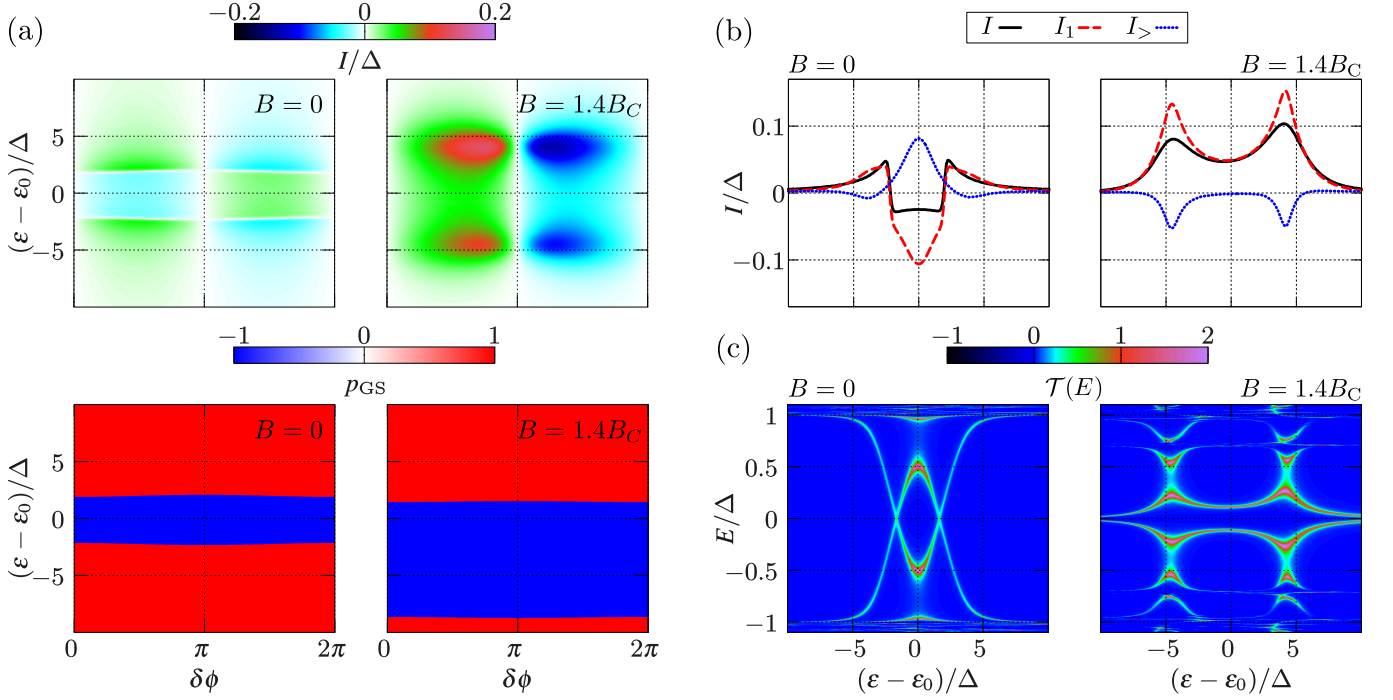 (a)
−0.2 0 0.2
I/Δ
B = 0
B = 1.4B_C
(ε − ε₀)/Δ
5
0
−5
−1 0 1
p_GS
B = 0
B = 1.4B_C
(ε − ε₀)/Δ
5
0
−5
0 π 2π
0 π 2π
δϕ
δϕ
(b)
I I₁ I_>
B = 0
B = 1.4B_C
I/Δ
0.1
0
−0.1
(c)
−1 0 1 2
𝒯(E)
B = 0
B = 1.4B_C
E/Δ
1
0.5
0
−0.5
−1
−5 0 5
−5 0 5
(ε − ε₀)/Δ
(ε − ε₀)/Δ